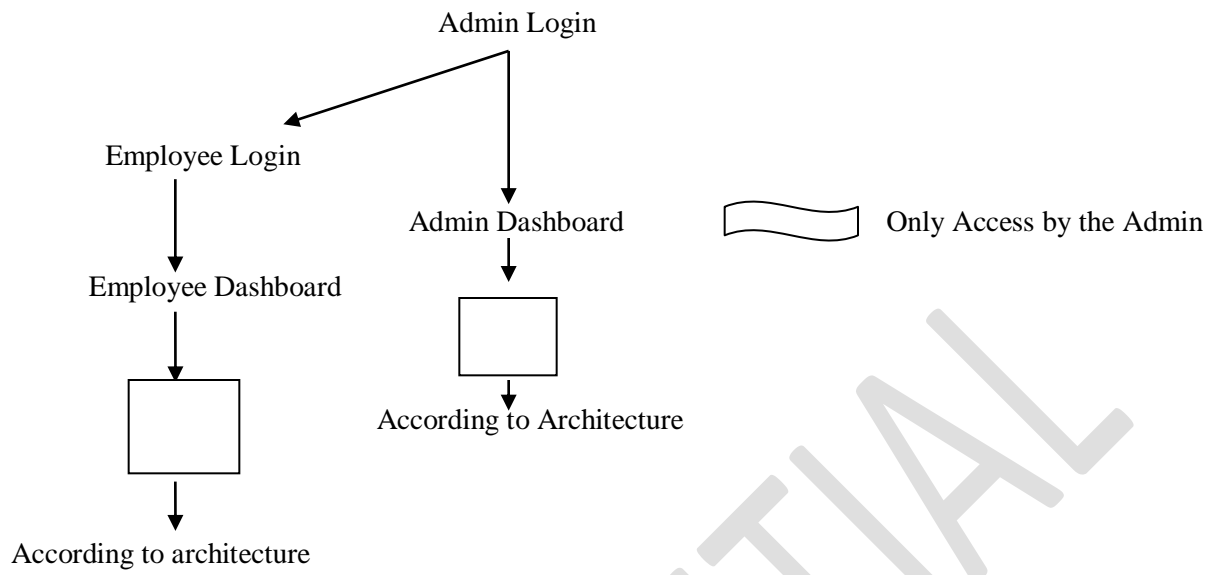 Admin Login
Employee Login
Admin Dashboard
Only Access by the Admin
Employee Dashboard
According to Architecture
According to architecture
TIAL